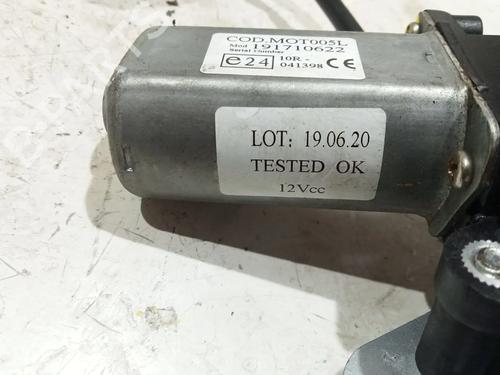 COD.MOT005L
Mod 191710622
Serial Number
e24 10R - CE
041398
LOT: 19.06.20
TESTED OK
12Vcc